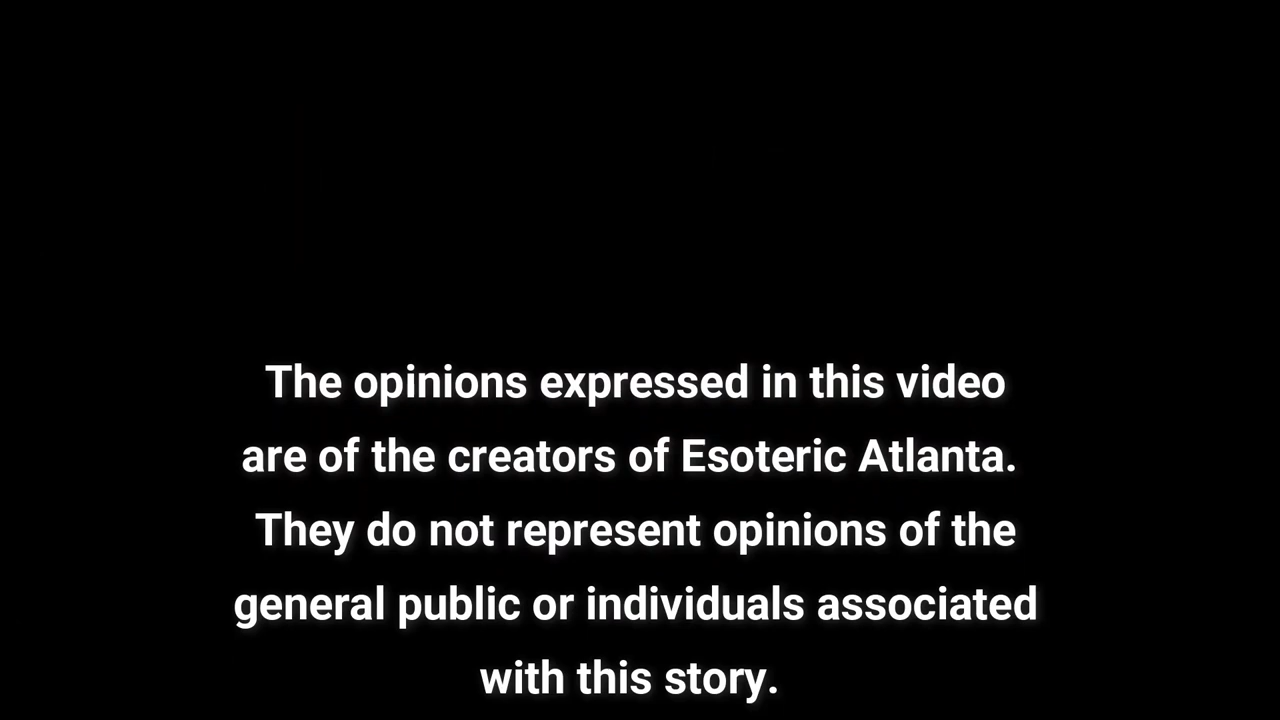 The opinions expressed in this video
are of the creators of Esoteric Atlanta.
They do not represent opinions of the
general public or individuals associated
with this story.